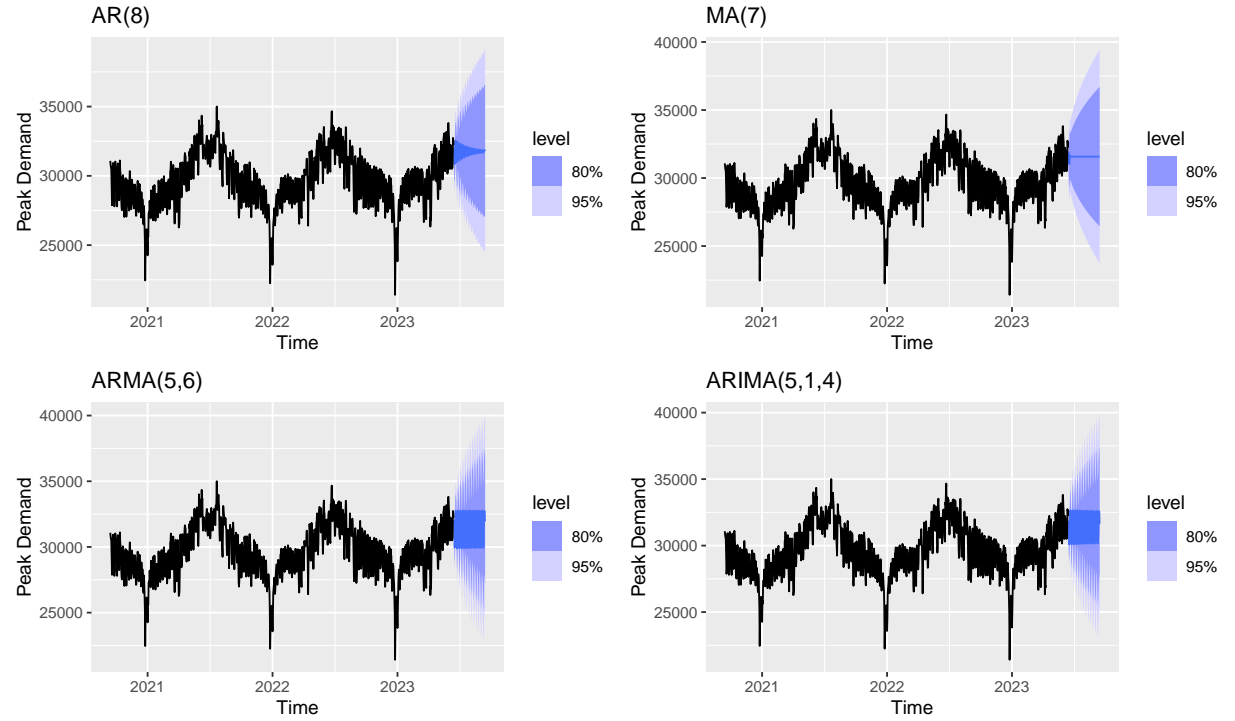 AR(8)
Peak Demand
35000
30000
25000
2021
2022
2023
Time
level
80%
95%
MA(7)
Peak Demand
40000
35000
30000
25000
2021
2022
2023
Time
level
80%
95%
ARMA(5,6)
Peak Demand
40000
35000
30000
25000
2021
2022
2023
Time
level
80%
95%
ARIMA(5,1,4)
Peak Demand
40000
35000
30000
25000
2021
2022
2023
Time
level
80%
95%